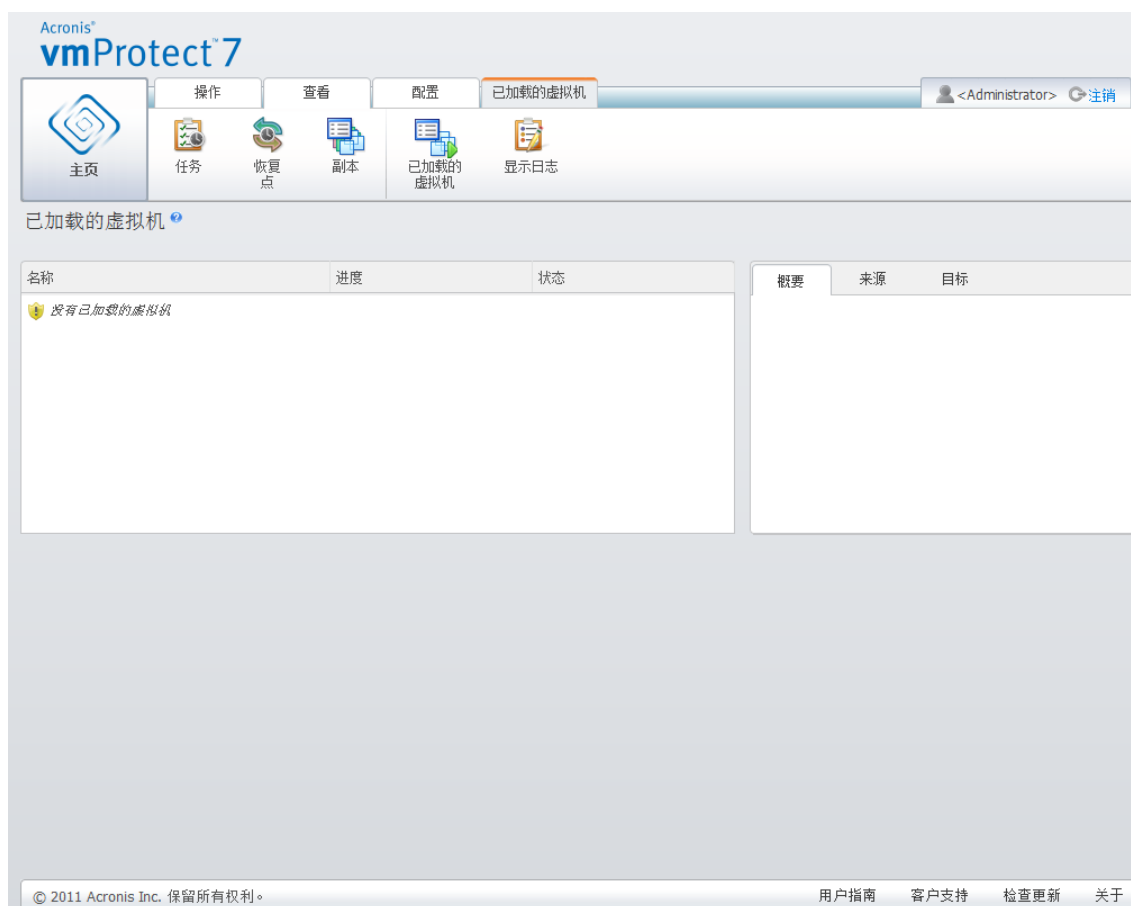 Acronis®
vmProtect™ 7
操作 查看 配置 已加载的虚拟机 <Administrator> 注销
主页 任务 恢复点 副本 已加载的虚拟机 显示日志
已加载的虚拟机
名称 进度 状态 概要 来源 目标
没有已加载的虚拟机
© 2011 Acronis Inc. 保留所有权利。 用户指南 客户支持 检查更新 关于